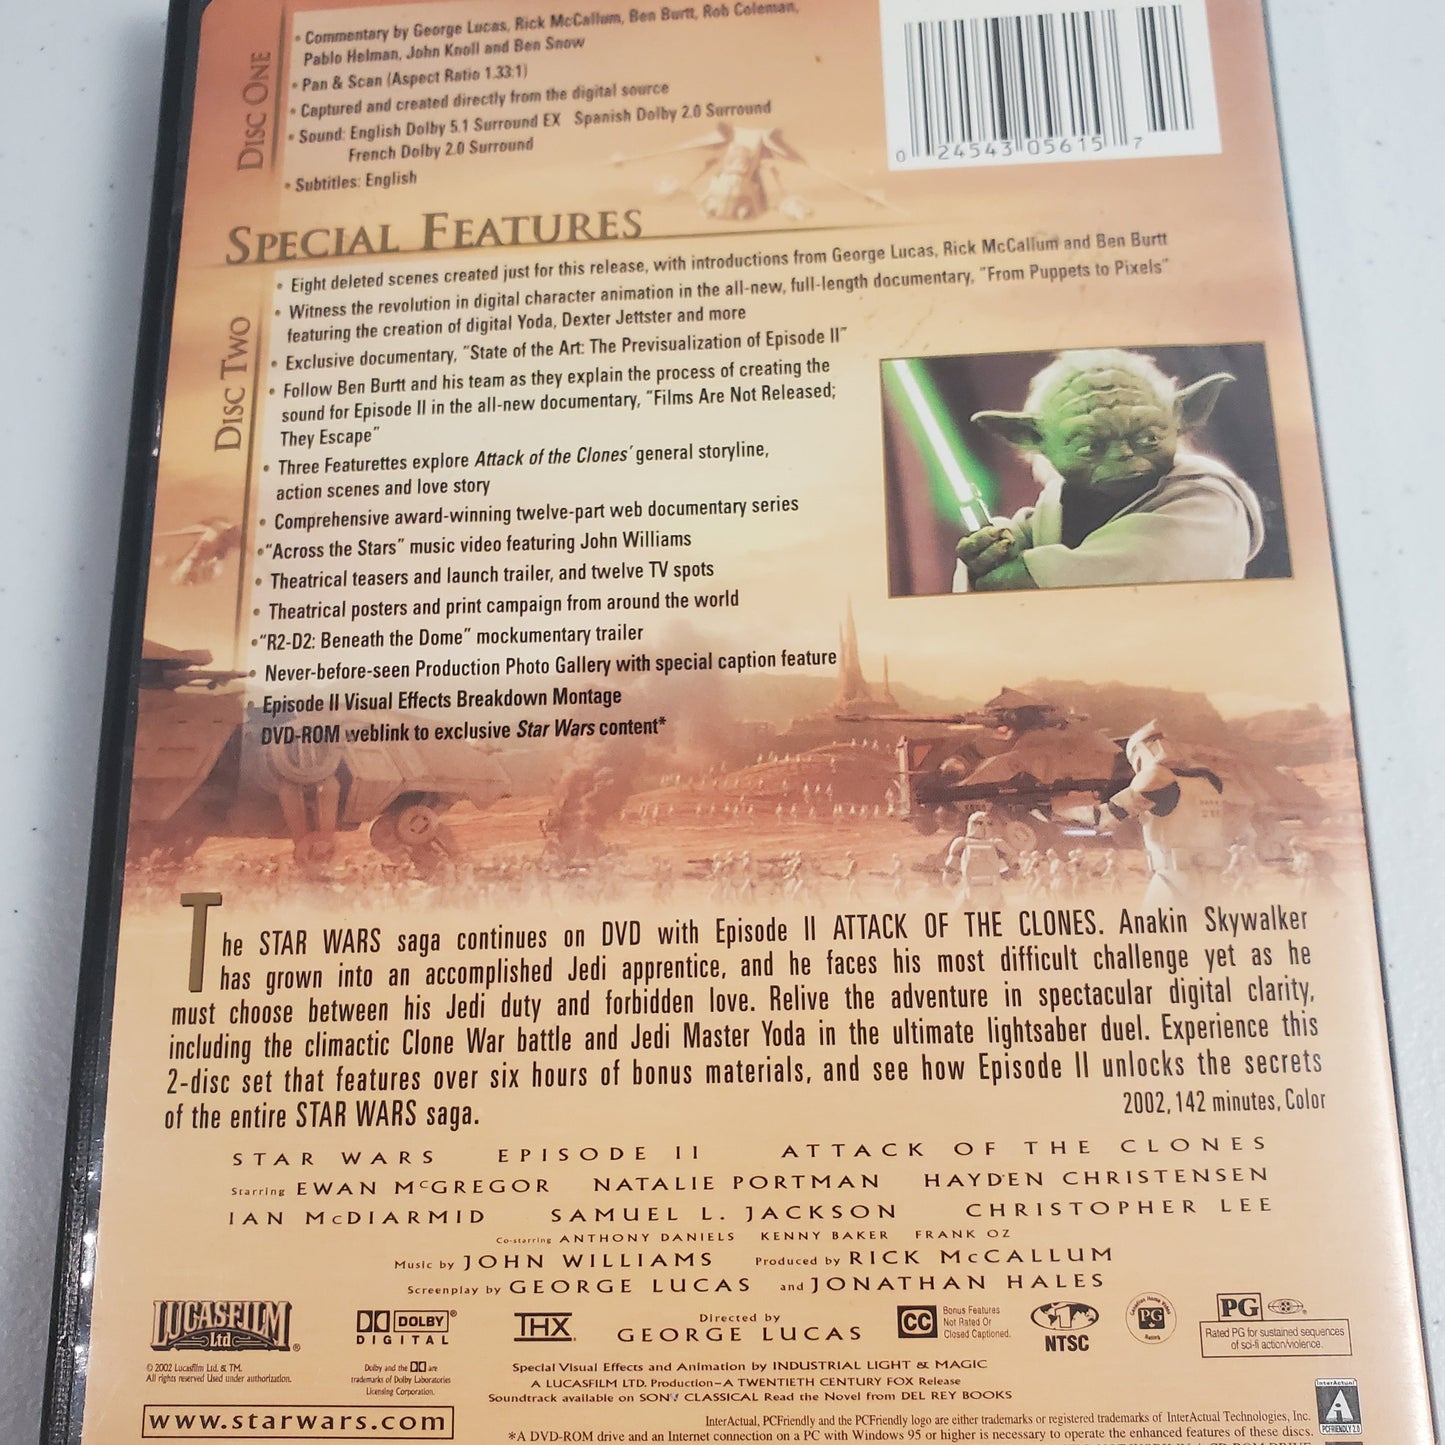 DISC ONE
• Commentary by George Lucas, Rick McCallum, Ben Burtt, Rob Coleman,
Pablo Helman, John Knoll and Ben Snow
• Pan & Scan (Aspect Ratio 1.33:1)
• Captured and created directly from the digital source
• Sound: English Dolby 5.1 Surround EX Spanish Dolby 2.0 Surround
French Dolby 2.0 Surround
• Subtitles: English
0 24543 05615 7
SPECIAL FEATURES
DISC TWO
• Eight deleted scenes created just for this release, with introductions from George Lucas, Rick McCallum and Ben Burtt
• Witness the revolution in digital character animation in the all-new, full-length documentary, "From Puppets to Pixels"
featuring the creation of digital Yoda, Dexter Jettster and more
• Exclusive documentary, "State of the Art: The Previsualization of Episode II"
• Follow Ben Burtt and his team as they explain the process of creating the
sound for Episode II in the all-new documentary, "Films Are Not Released;
They Escape"
• Three Featurettes explore Attack of the Clones' general storyline,
action scenes and love story
• Comprehensive award-winning twelve-part web documentary series
• "Across the Stars" music video featuring John Williams
• Theatrical teasers and launch trailer, and twelve TV spots
• Theatrical posters and print campaign from around the world
• "R2-D2: Beneath the Dome" mockumentary trailer
• Never-before-seen Production Photo Gallery with special caption feature
• Episode II Visual Effects Breakdown Montage
DVD-ROM weblink to exclusive Star Wars content*
The STAR WARS saga continues on DVD with Episode II ATTACK OF THE CLONES. Anakin Skywalker
has grown into an accomplished Jedi apprentice, and he faces his most difficult challenge yet as he
must choose between his Jedi duty and forbidden love. Relive the adventure in spectacular digital clarity,
including the climactic Clone War battle and Jedi Master Yoda in the ultimate lightsaber duel. Experience this
2-disc set that features over six hours of bonus materials, and see how Episode II unlocks the secrets
of the entire STAR WARS saga.
2002, 142 minutes, Color
STAR WARS EPISODE II ATTACK OF THE CLONES
Starring EWAN McGREGOR NATALIE PORTMAN HAYDEN CHRISTENSEN
IAN McDIARMID SAMUEL L. JACKSON CHRISTOPHER LEE
Co-starring ANTHONY DANIELS KENNY BAKER FRANK OZ
Music by JOHN WILLIAMS Produced by RICK McCALLUM
Screenplay by GEORGE LUCAS and JONATHAN HALES
LUCASFILM Ltd ®
DOLBY ®
DIGITAL
THX
Directed by
GEORGE LUCAS
CC
Bonus Features
Not Rated Or
Closed Captioned.
NTSC
Canadian Home Video
PG
Rated
PG
Rated PG for sustained sequences
of sci-fi action/violence.
© 2002 Lucasfilm Ltd. & TM.
All rights reserved Used under authorization.
Dolby and the DD are
trademarks of Dolby Laboratories
Licensing Corporation.
Special Visual Effects and Animation by INDUSTRIAL LIGHT & MAGIC
A LUCASFILM LTD. Production–A TWENTIETH CENTURY FOX Release
Soundtrack available on SONY CLASSICAL Read the Novel from DEL REY BOOKS
www.starwars.com
InterActual, PCFriendly and the PCFriendly logo are either trademarks or registered trademarks of InterActual Technologies, Inc.
*A DVD-ROM drive and an Internet connection on a PC with Windows 95 or higher is necessary to operate the enhanced features of these discs.
InterActual
PCFRIENDLY 2.0